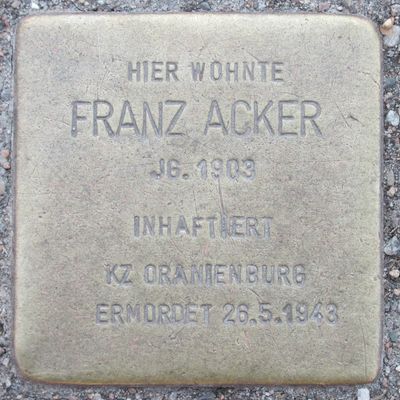 HIER WOHNTE
FRANZ ACKER
JG. 1903
INHAFTIERT
KZ ORANIENBURG
ERMORDET 26.5.1943